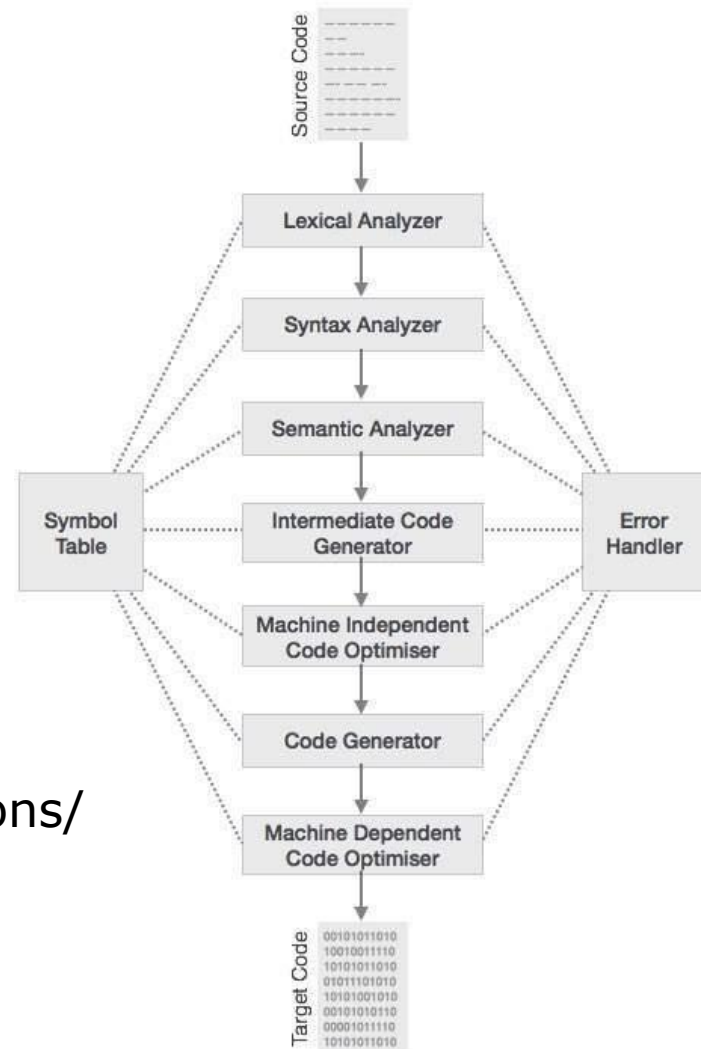 Source Code
Lexical Analyzer
Syntax Analyzer
Semantic Analyzer
Symbol
Table
Intermediate Code
Generator
Error
Handler
Machine Independent
Code Optimiser
Code Generator
ons/
Machine Dependent
Code Optimiser
Target Code
00101011010
10010011110
10101011010
01011101010
10101001010
00101010110
00001011110
10101011010